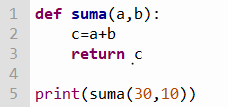 1 def suma(a,b):
2     c=a+b
3     return c
4
5 print(suma(30,10))